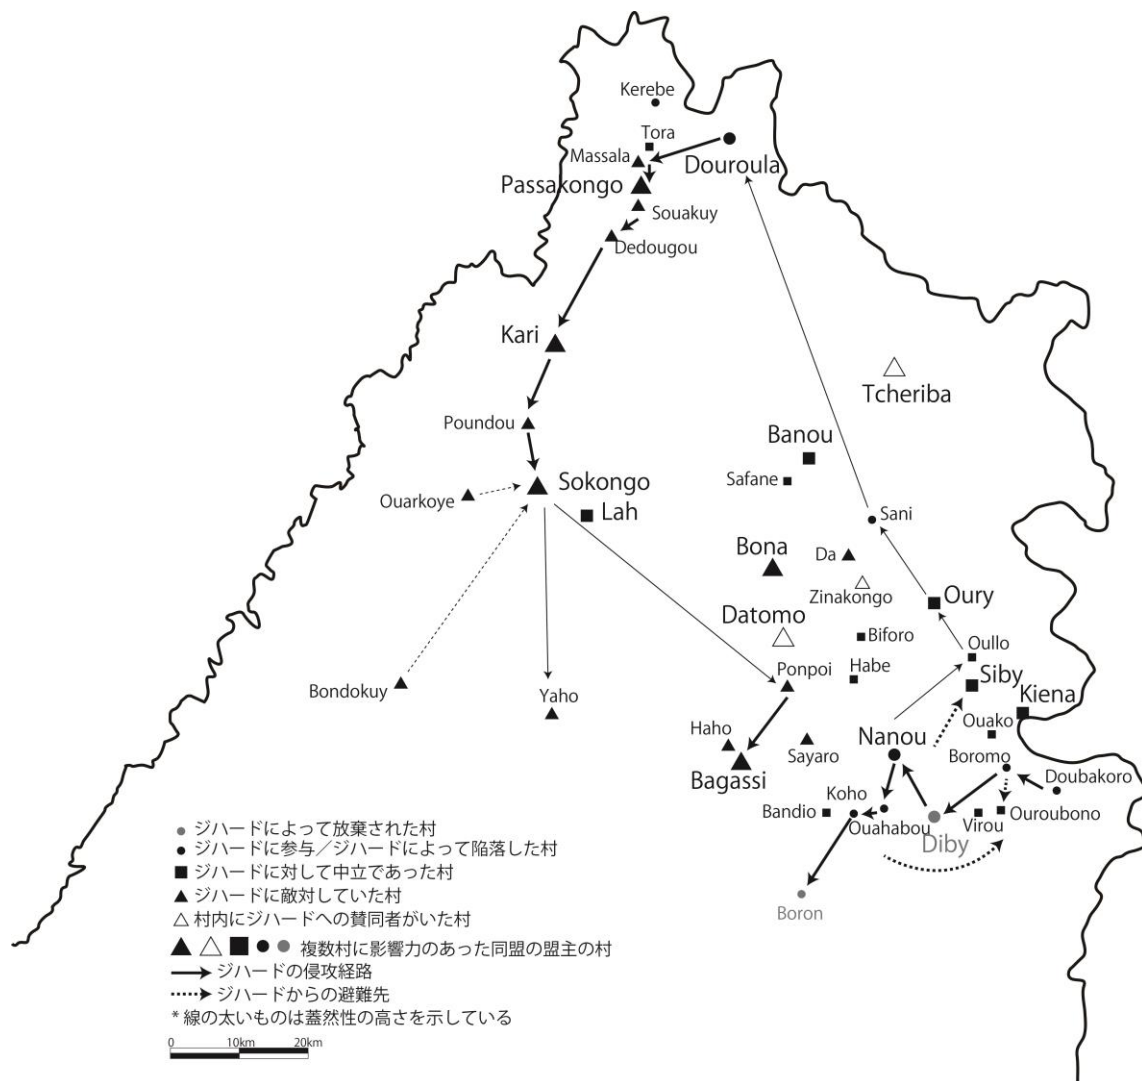 Kerebe
Tora
Massala
Douroula
Passakongo
Souakuy
Dedougou
Kari
Tcheriba
Poundou
Banou
Safane
Sokongo
Ouarkoye
Lah
Sani
Bona
Da
Zinakongo
Oury
Datomo
Biforo
Oullo
Ponpoi
Habe
Siby
Bondokuy
Yaho
Kiena
Haho
Sayaro
Nanou
Ouako
Bagassi
Boromo
Doubakoro
Koho
Bandio
Ouahabou
Virou
Ouroubono
Diby
Boron
ジハードによって放棄された村
ジハードに参与／ジハードによって陥落した村
ジハードに対して中立であった村
ジハードに敵対していた村
村内にジハードへの賛同者がいた村
複数村に影響力のあった同盟の盟主の村
ジハードの侵攻経路
ジハードからの避難先
* 線の太いものは蓋然性の高さを示している
0 10km 20km